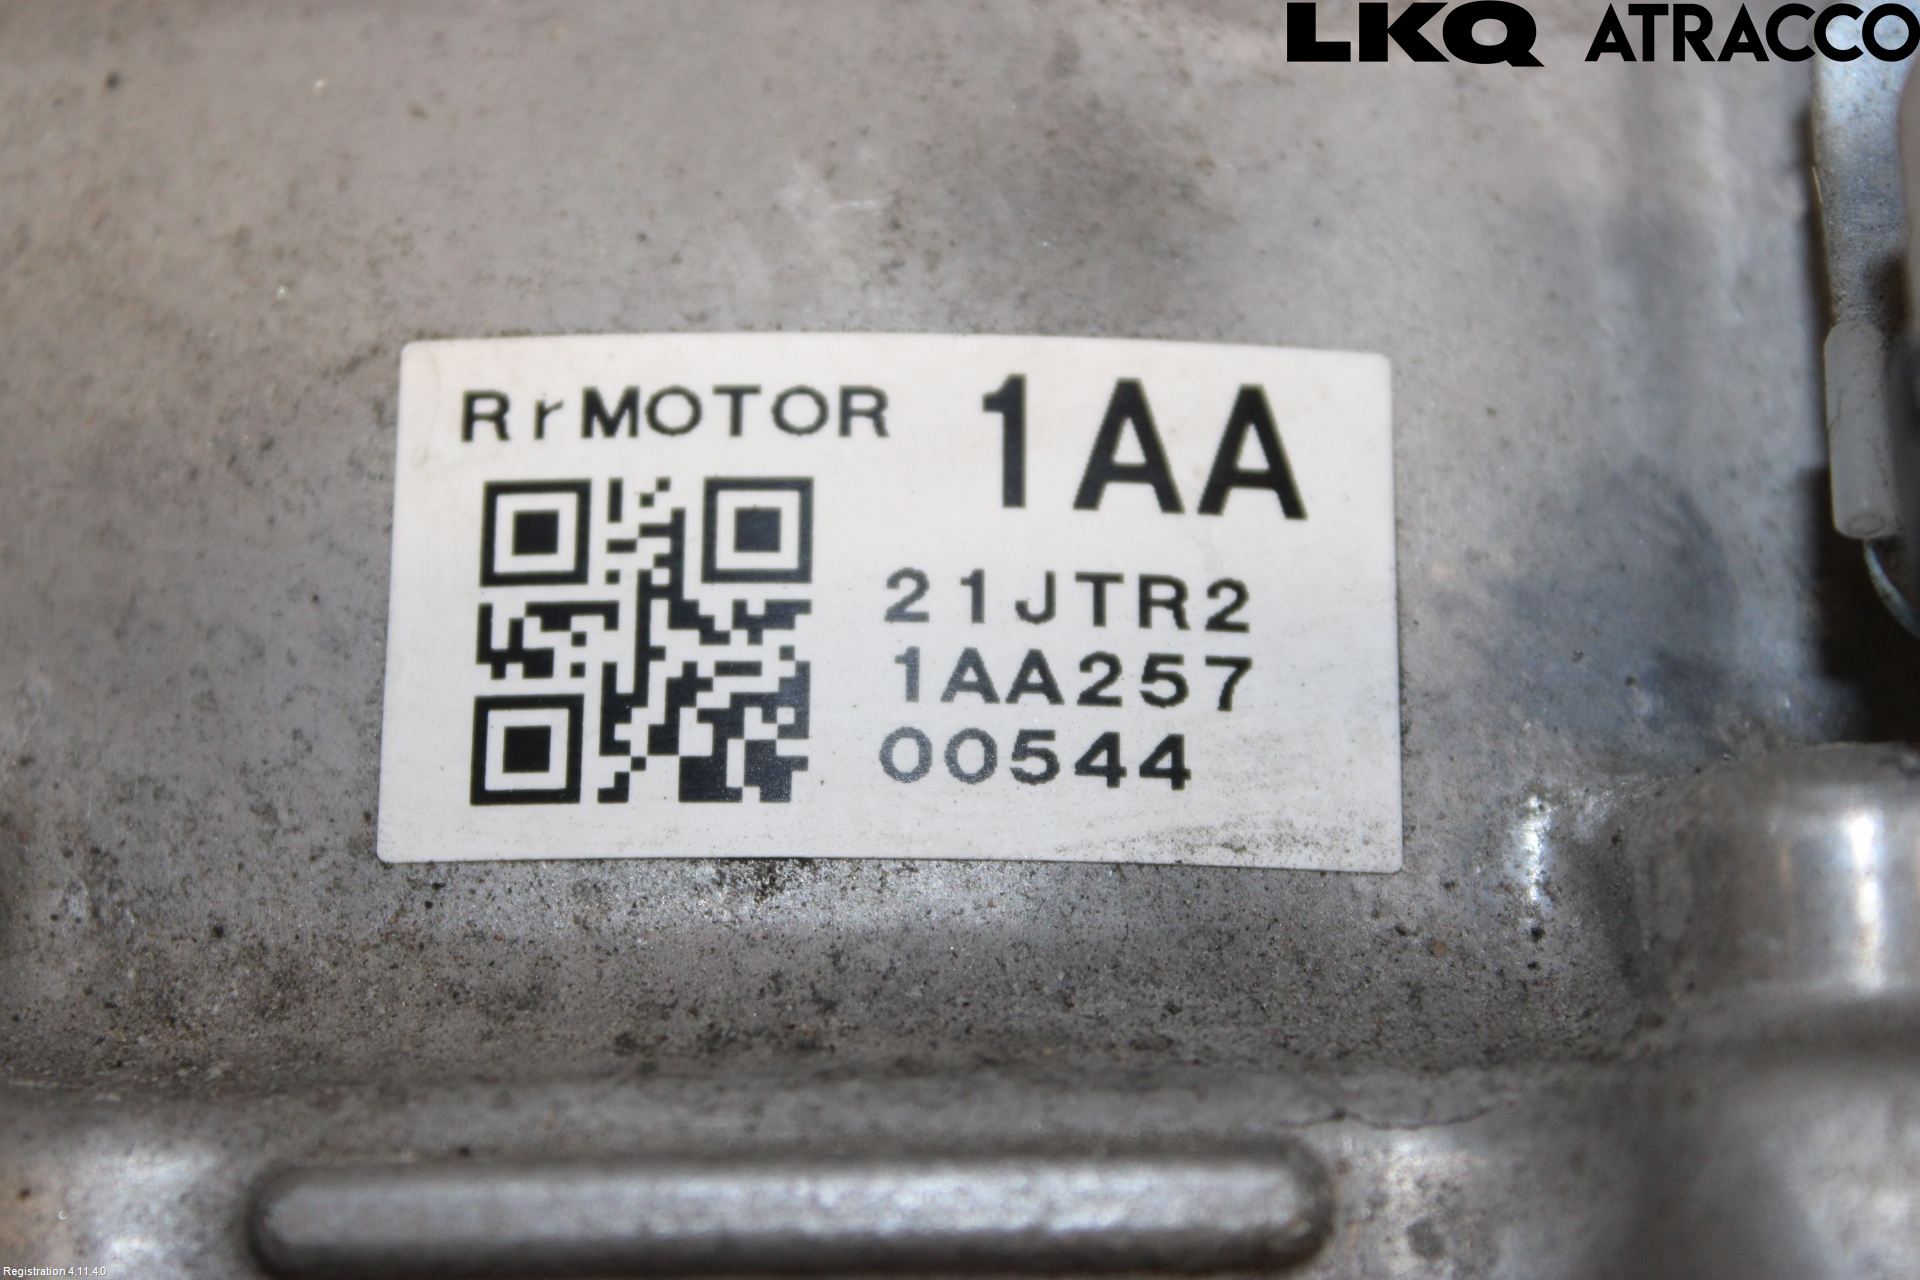 LKQ ATRACCO
RrMOTOR 1AA
21JTR2
1AA257
00544
Registration 4.11.4.0